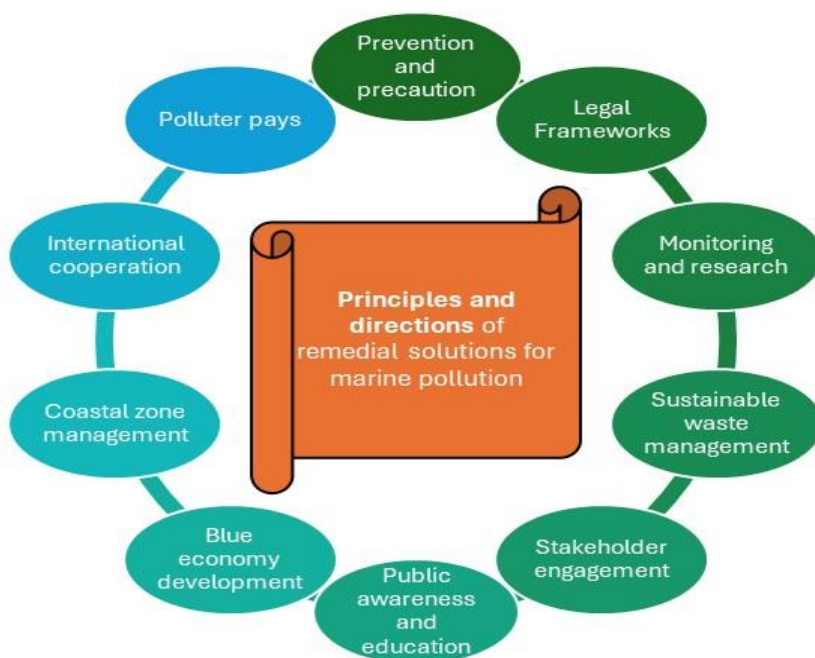 Prevention
and
precaution
Legal
Frameworks
Monitoring
and research
Sustainable
waste
management
Stakeholder
engagement
Public
awareness
and
education
Blue
economy
development
Coastal zone
management
International
cooperation
Polluter pays
Principles and
directions of
remedial solutions for
marine pollution